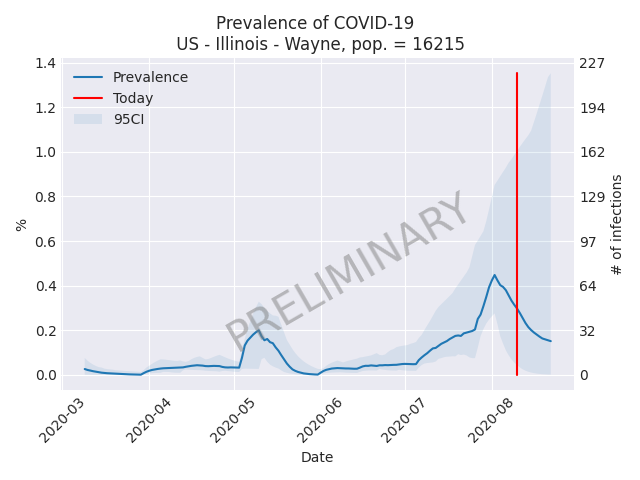 Prevalence of COVID-19
US - Illinois - Wayne, pop. = 16215
Prevalence
Today
95CI
PRELIMINARY
%
1.4
1.2
1.0
0.8
0.6
0.4
0.2
0.0
227
194
162
129
97
64
32
0
# of infections
2020-03
2020-04
2020-05
2020-06
2020-07
2020-08
Date